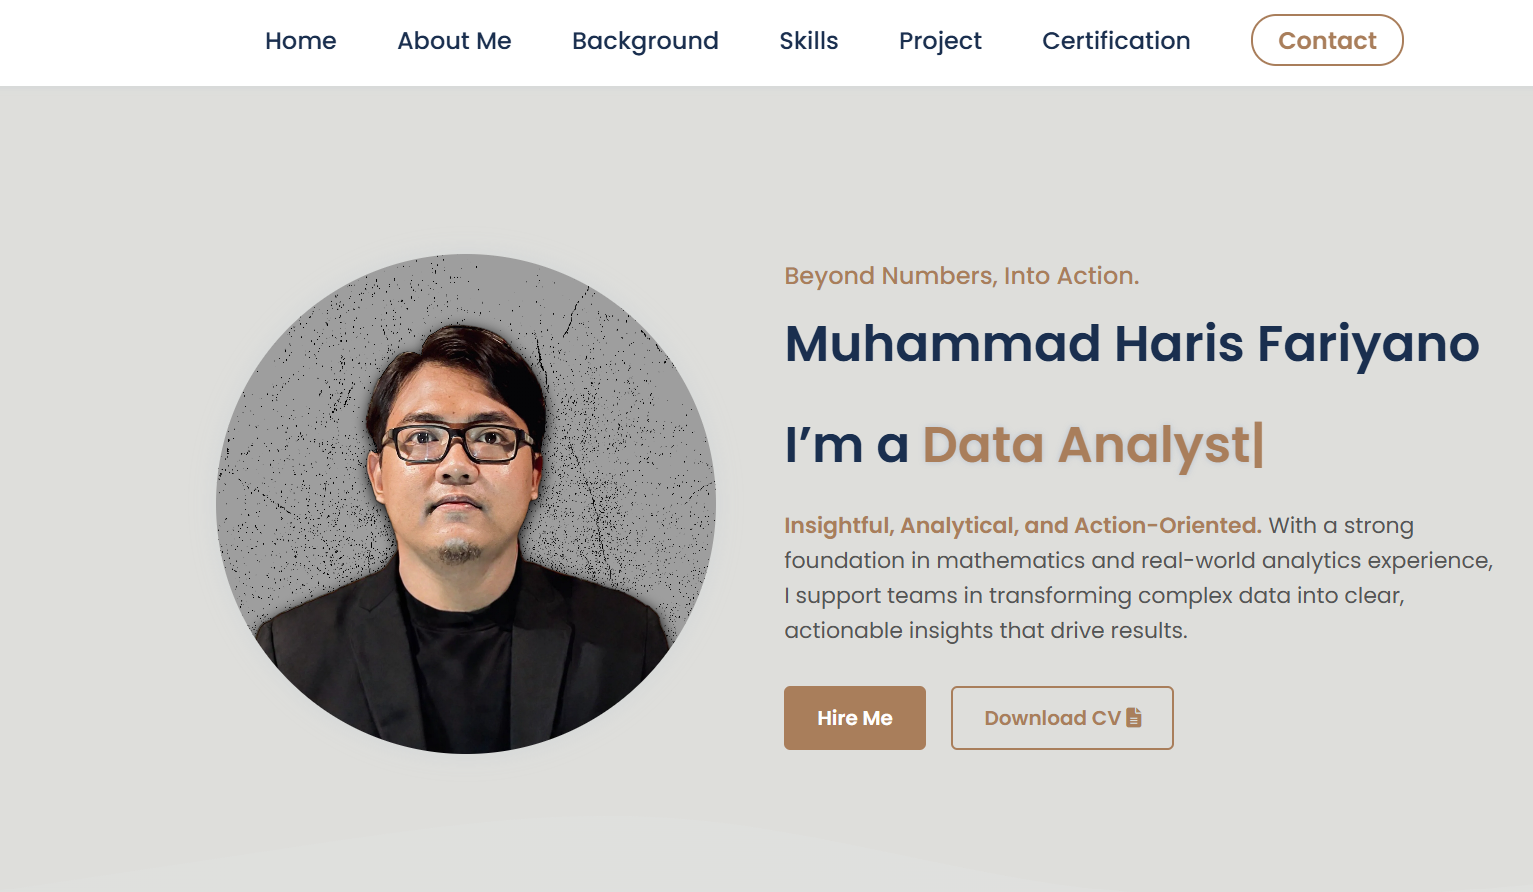 Home About Me Background Skills Project Certification Contact
Beyond Numbers, Into Action.
Muhammad Haris Fariyano
I’m a Data Analyst|
Insightful, Analytical, and Action-Oriented. With a strong
foundation in mathematics and real-world analytics experience,
I support teams in transforming complex data into clear,
actionable insights that drive results.
Hire Me Download CV